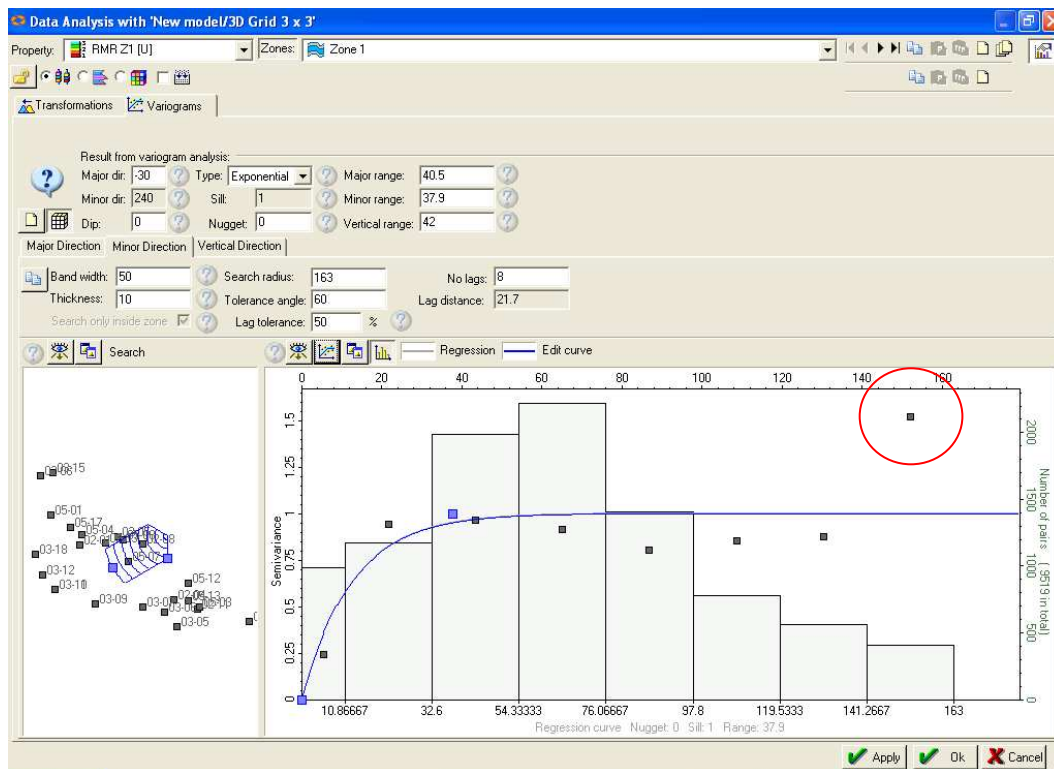 Data Analysis with 'New model/3D Grid 3 x 3'
Property: RMR Z1 [U] Zones: Zone 1
Transformations Variograms
Result from variogram analysis:
Major dir: -30 Type: Exponential Major range: 40.5
Minor dir: 240 Sill: 1 Minor range: 37.9
Dip: 0 Nugget: 0 Vertical range: 42
Major Direction Minor Direction Vertical Direction
Band width: 50 Search radius: 163 No lags: 8
Thickness: 10 Tolerance angle: 60 Lag distance: 21.7
Search only inside zone Lag tolerance: 50 %
Search Regression Edit curve
0 20 40 60 80 100 120 140 160
03-15
05-01
05-17
05-04
03-18
05-07
03-12
03-09
05-12
03-05
Semivariance
0 0.25 0.5 0.75 1 1.25 1.5
Number of pairs ( 9519 in total)
0 500 1000 1500 2000
10.86667 32.6 54.33333 76.06667 97.8 119.5333 141.2667 163
Regression curve Nugget: 0 Sill: 1 Range: 37.9
Apply Ok Cancel